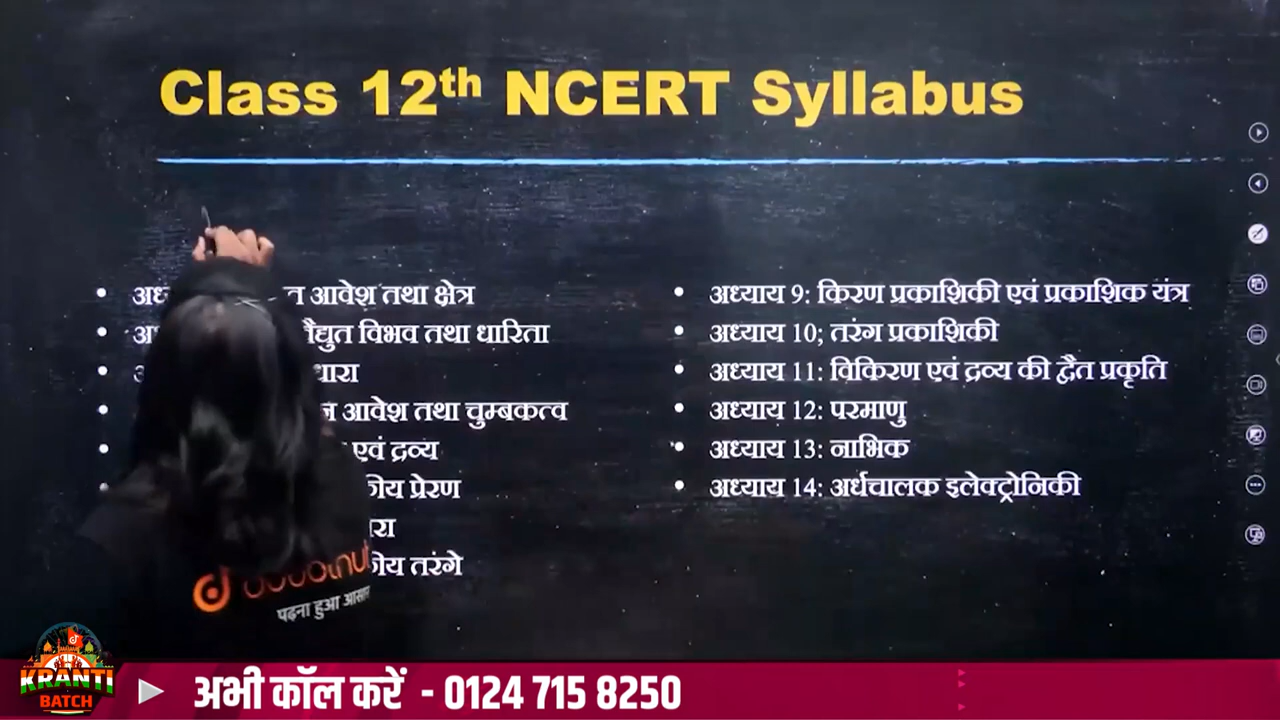 Class 12th NCERT Syllabus
आवेश तथा क्षेत्र
विभव तथा धारिता
धारा
आवेश तथा चुम्बकत्व
एवं द्रव्य
प्रेरण
तरंगे
अध्याय 9: किरण प्रकाशिकी एवं प्रकाशिक यंत्र
अध्याय 10; तरंग प्रकाशिकी
अध्याय 11: विकिरण एवं द्रव्य की द्वैत प्रकृति
अध्याय 12: परमाणु
अध्याय 13: नाभिक
अध्याय 14: अर्धचालक इलेक्ट्रोनिकी
पढ़ना हुआ आसान
KRANTI
BATCH
अभी कॉल करें - 0124 715 8250